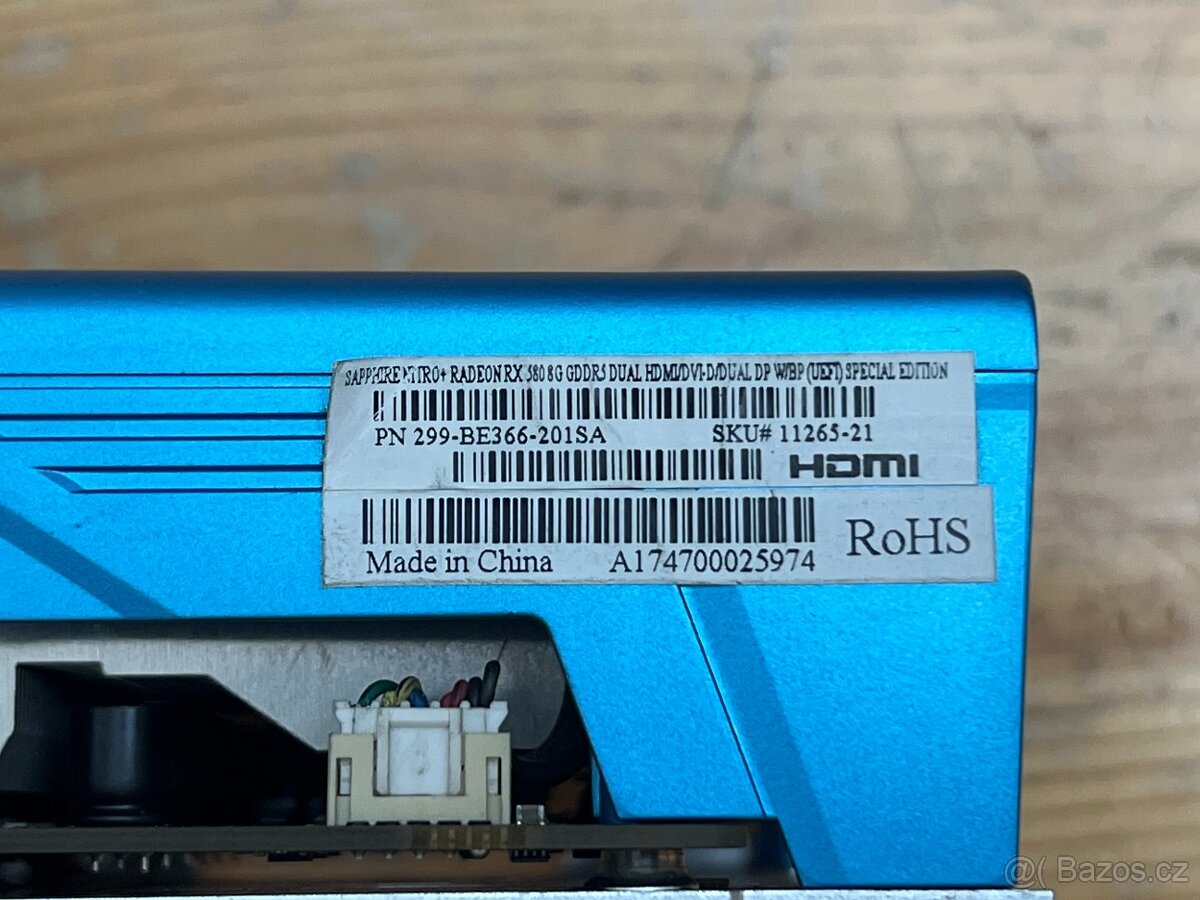 SAPPHIRE NITRO+ RADEON RX 580 8G GDDR5 DUAL HDMI/DVI-D/DUAL DP W/BP (UEFI) SPECIAL EDITION
PN 299-BE366-201SA SKU# 11265-21
HDMI
Made in China A174700025974 RoHS
@( Bazos.cz